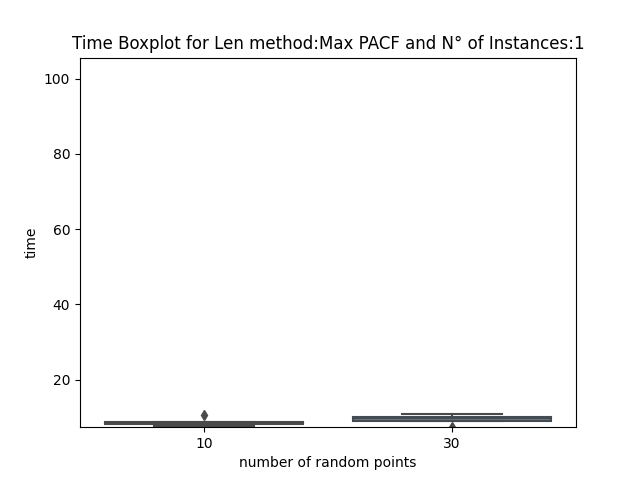 Time Boxplot for Len method:Max PACF and N° of Instances:1
100
80
60
40
20
time
10
30
number of random points